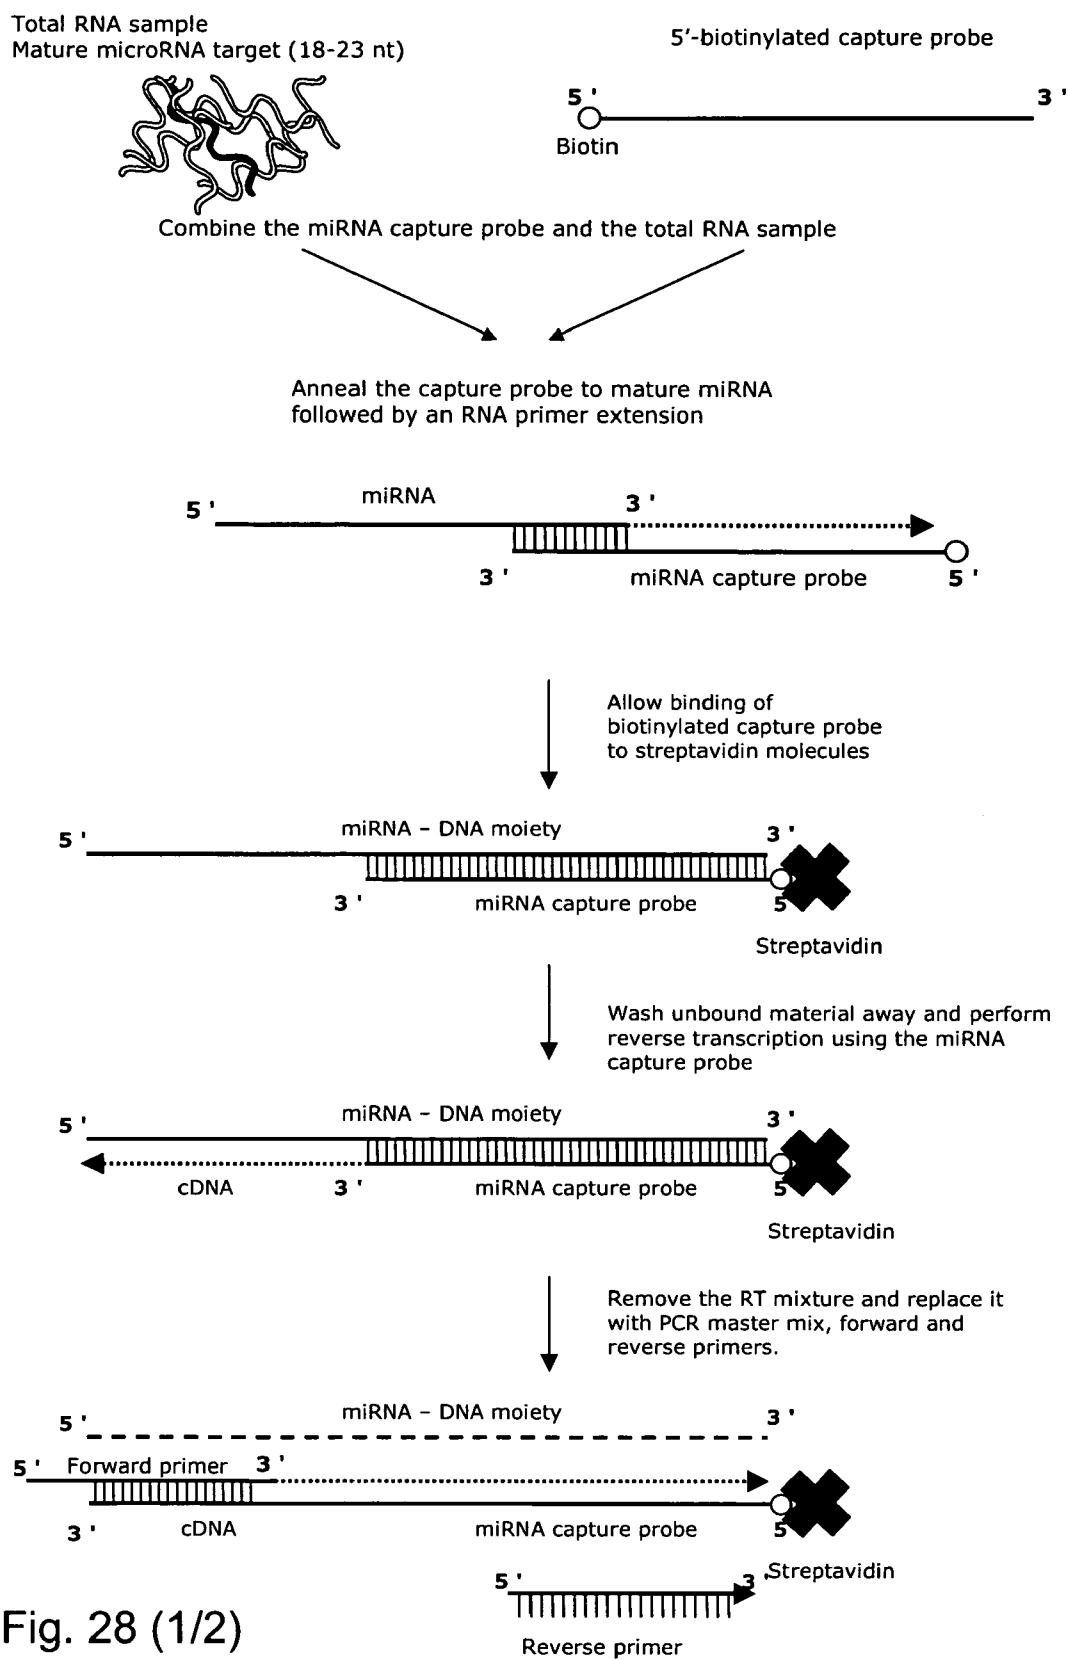 Total RNA sample
Mature microRNA target (18-23 nt)
5'-biotinylated capture probe
5 '
3 '
Biotin
Combine the miRNA capture probe and the total RNA sample
Anneal the capture probe to mature miRNA
followed by an RNA primer extension
5 '
miRNA
3 '
3 '
miRNA capture probe
5 '
Allow binding of
biotinylated capture probe
to streptavidin molecules
5 '
miRNA – DNA moiety
3 '
3 '
miRNA capture probe
5
Streptavidin
Wash unbound material away and perform
reverse transcription using the miRNA
capture probe
5 '
miRNA – DNA moiety
3 '
cDNA
3 '
miRNA capture probe
5
Streptavidin
Remove the RT mixture and replace it
with PCR master mix, forward and
reverse primers.
5 '
miRNA – DNA moiety
3 '
5 '
Forward primer
3 '
3 '
cDNA
miRNA capture probe
5
Streptavidin
5 '
3 '
Reverse primer
Fig. 28 (1/2)